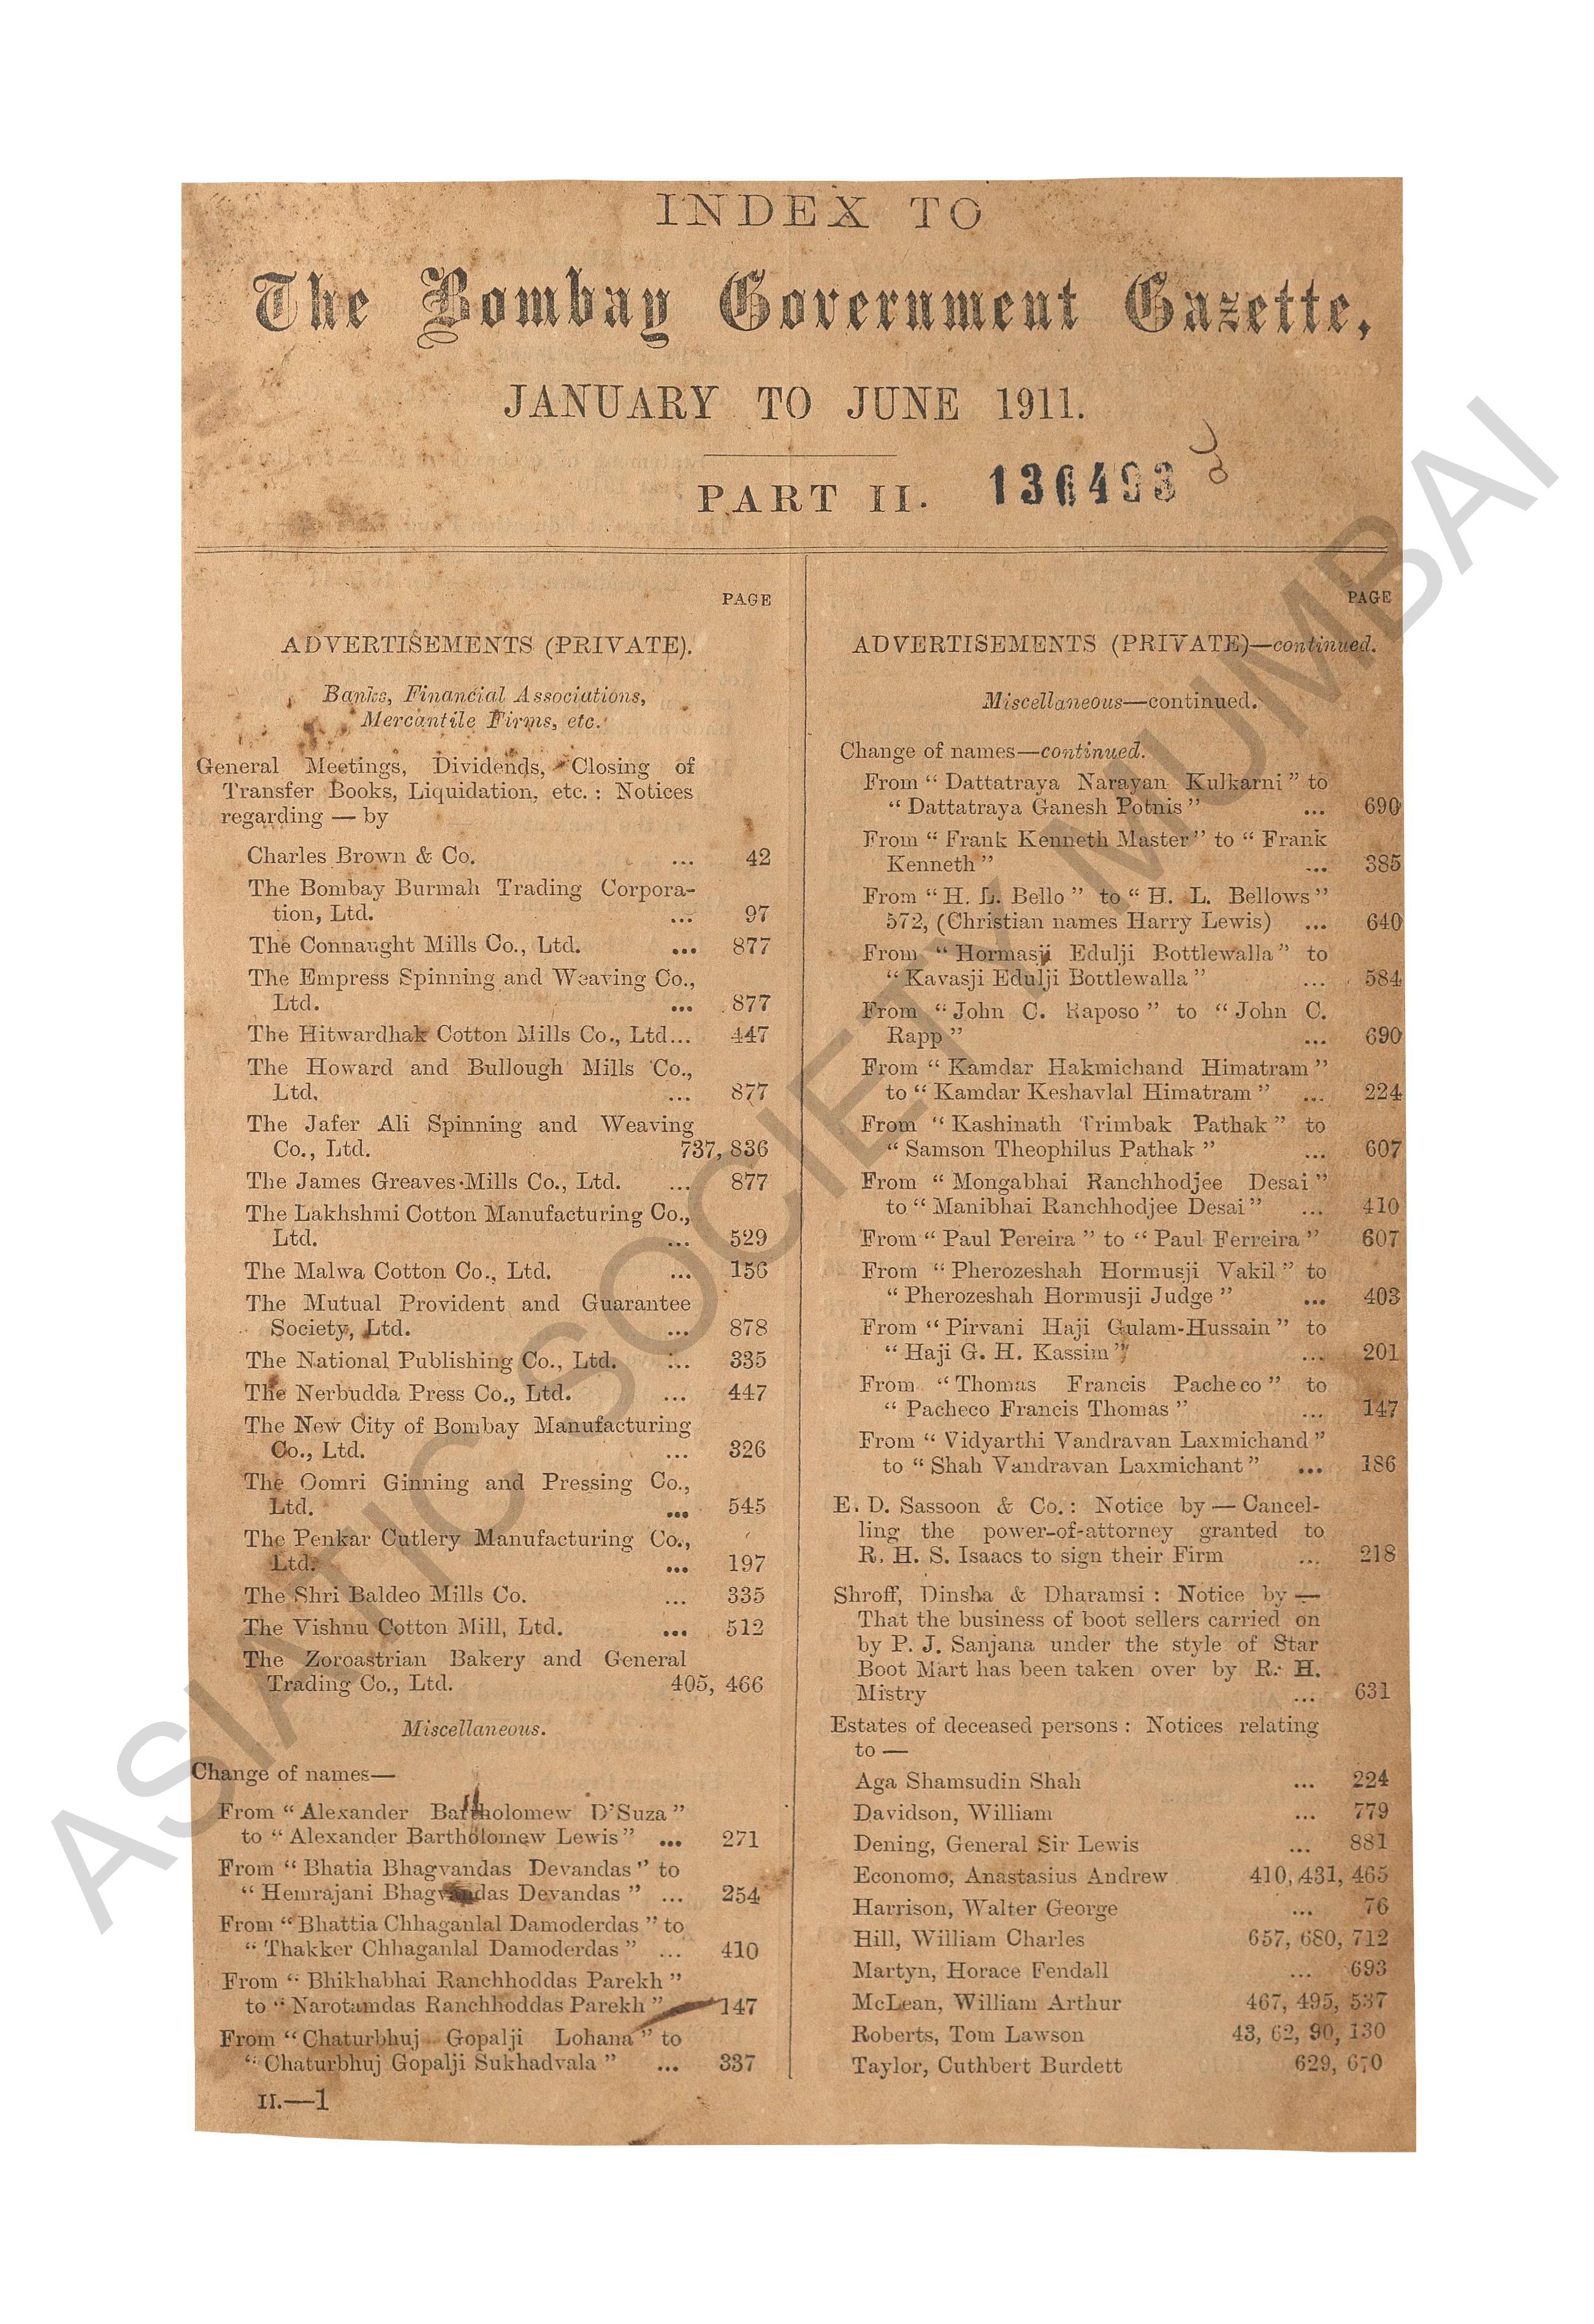 INDEX TO
The Bombay Government Gazette,
JANUARY TO JUNE 1911.
PART II. 136493
PAGE
ADVERTISEMENTS (PRIVATE).
Banks, Financial Associations,
Mercantile Firms, etc.
General Meetings, Dividends, Closing of
Transfer Books, Liquidation, etc. : Notices
regarding — by
Charles Brown & Co. ... 42
The Bombay Burmah Trading Corpora-
tion, Ltd. ... 97
The Connaught Mills Co., Ltd. ... 877
The Empress Spinning and Weaving Co.,
Ltd. ... 877
The Hitwardhak Cotton Mills Co., Ltd... 447
The Howard and Bullough Mills Co.,
Ltd. ... 877
The Jafer Ali Spinning and Weaving
Co., Ltd. 737, 836
The James Greaves Mills Co., Ltd. ... 877
The Lakhshmi Cotton Manufacturing Co.,
Ltd. ... 529
The Malwa Cotton Co., Ltd. ... 156
The Mutual Provident and Guarantee
Society, Ltd. ... 878
The National Publishing Co., Ltd. ... 335
The Nerbudda Press Co., Ltd. ... 447
The New City of Bombay Manufacturing
Co., Ltd. ... 326
The Oomri Ginning and Pressing Co.,
Ltd. ... 545
The Penkar Cutlery Manufacturing Co.,
Ltd. ... 197
The Shri Baldeo Mills Co. ... 335
The Vishnu Cotton Mill, Ltd. ... 512
The Zoroastrian Bakery and General
Trading Co., Ltd. 405, 466
Miscellaneous.
Change of names—
From “ Alexander Bartholomew D'Suza ”
to “ Alexander Bartholomew Lewis ” ... 271
From “ Bhatia Bhagvandas Devandas ” to
“ Hemrajani Bhagvandas Devandas ” ... 254
From “ Bhattia Chhaganlal Damoderdas ” to
“ Thakker Chhaganlal Damoderdas ” ... 410
From “ Bhikhabhai Ranchhoddas Parekh ”
to “ Narotamdas Ranchhoddas Parekh ” 147
From “ Chaturbhuj Gopalji Lohana ” to
“ Chaturbhuj Gopalji Sukhadvala ” ... 337
II.—1
PAGE
ADVERTISEMENTS (PRIVATE)—continued.
Miscellaneous—continued.
Change of names—continued.
From “ Dattatraya Narayan Kulkarni ” to
“ Dattatraya Ganesh Potnis ” ... 690
From “ Frank Kenneth Master ” to “ Frank
Kenneth ” ... 385
From “ H. L. Bello ” to “ H. L. Bellows ”
572, (Christian names Harry Lewis) ... 640
From “ Hormasji Edulji Bottlewalla ” to
“ Kavasji Edulji Bottlewalla ” ... 584
From “ John C. Raposo ” to “ John C.
Rapp ” ... 690
From “ Kamdar Hakmichand Himatram ”
to “ Kamdar Keshavlal Himatram ” ... 224
From “ Kashinath Trimbak Pathak ” to
“ Samson Theophilus Pathak ” ... 607
From “ Mongabhai Ranchhodjee Desai ”
to “ Manibhai Ranchhodjee Desai ” ... 410
From “ Paul Pereira ” to “ Paul Ferreira ” 607
From “ Pherozeshah Hormusji Vakil ” to
“ Pherozeshah Hormusji Judge ” ... 403
From “ Pirvani Haji Gulam-Hussain ” to
“ Haji G. H. Kassim ” ... 201
From “ Thomas Francis Pacheco ” to
“ Pacheco Francis Thomas ” ... 147
From “ Vidyarthi Vandravan Laxmichand ”
to “ Shah Vandravan Laxmichant ” ... 186
E. D. Sassoon & Co. : Notice by — Cancel-
ling the power-of-attorney granted to
R. H. S. Isaacs to sign their Firm ... 218
Shroff, Dinsha & Dharamsi : Notice by —
That the business of boot sellers carried on
by P. J. Sanjana under the style of Star
Boot Mart has been taken over by R. H.
Mistry ... 631
Estates of deceased persons : Notices relating
to —
Aga Shamsudin Shah ... 224
Davidson, William ... 779
Dening, General Sir Lewis ... 881
Economo, Anastasius Andrew 410, 431, 465
Harrison, Walter George ... 76
Hill, William Charles 657, 680, 712
Martyn, Horace Fendall ... 693
McLean, William Arthur 467, 495, 537
Roberts, Tom Lawson 43, 62, 90, 130
Taylor, Cuthbert Burdett 629, 670
ASIATIC SOCIETY MUMBAI